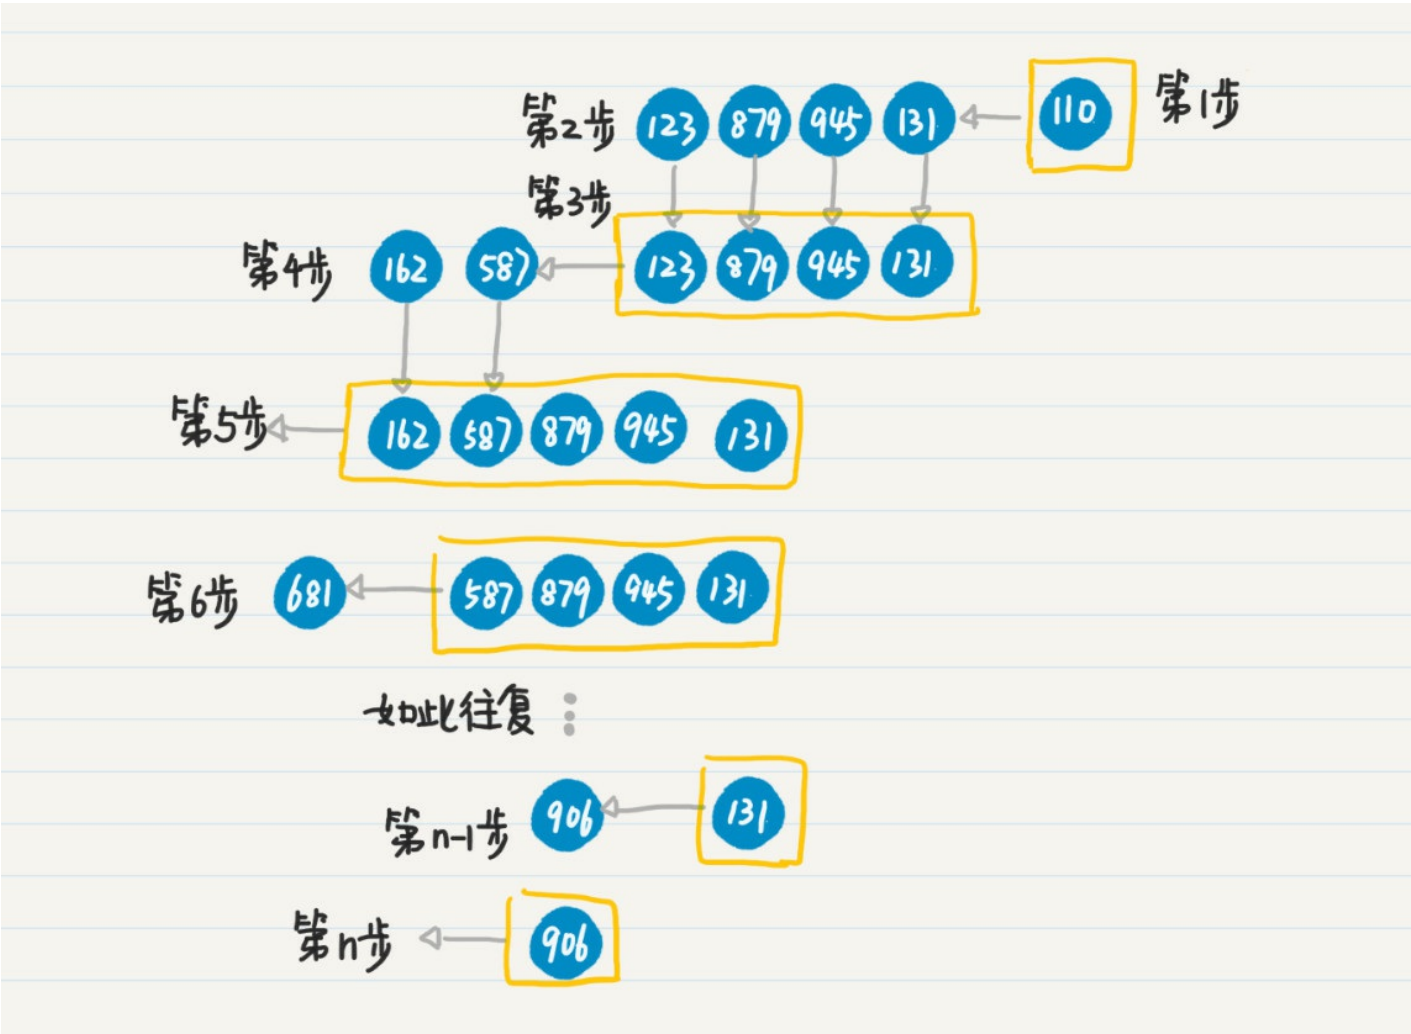 第2步 123 879 945 131 110 第1步
第3步
第4步 162 587 123 879 945 131
第5步 162 587 879 945 131
第6步 681 587 879 945 131
如此往复
第n-1步 906 131
第n步 906